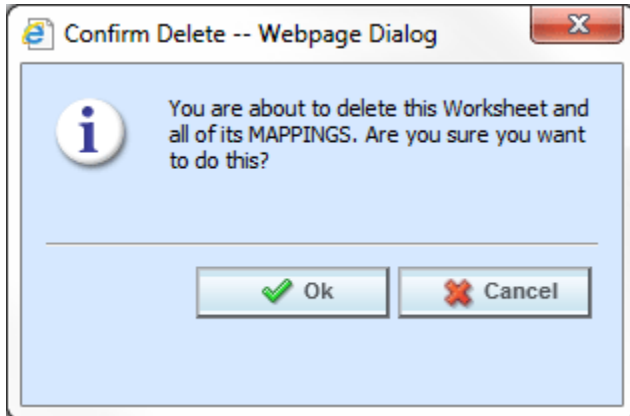 Confirm Delete -- Webpage Dialog
You are about to delete this Worksheet and
all of its MAPPINGS. Are you sure you want
to do this?
Ok
Cancel